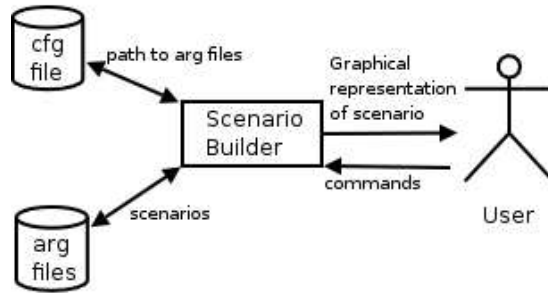 cfg
file
path to arg files
Graphical
representation
of scenario
Scenario
Builder
commands
User
scenarios
arg
files